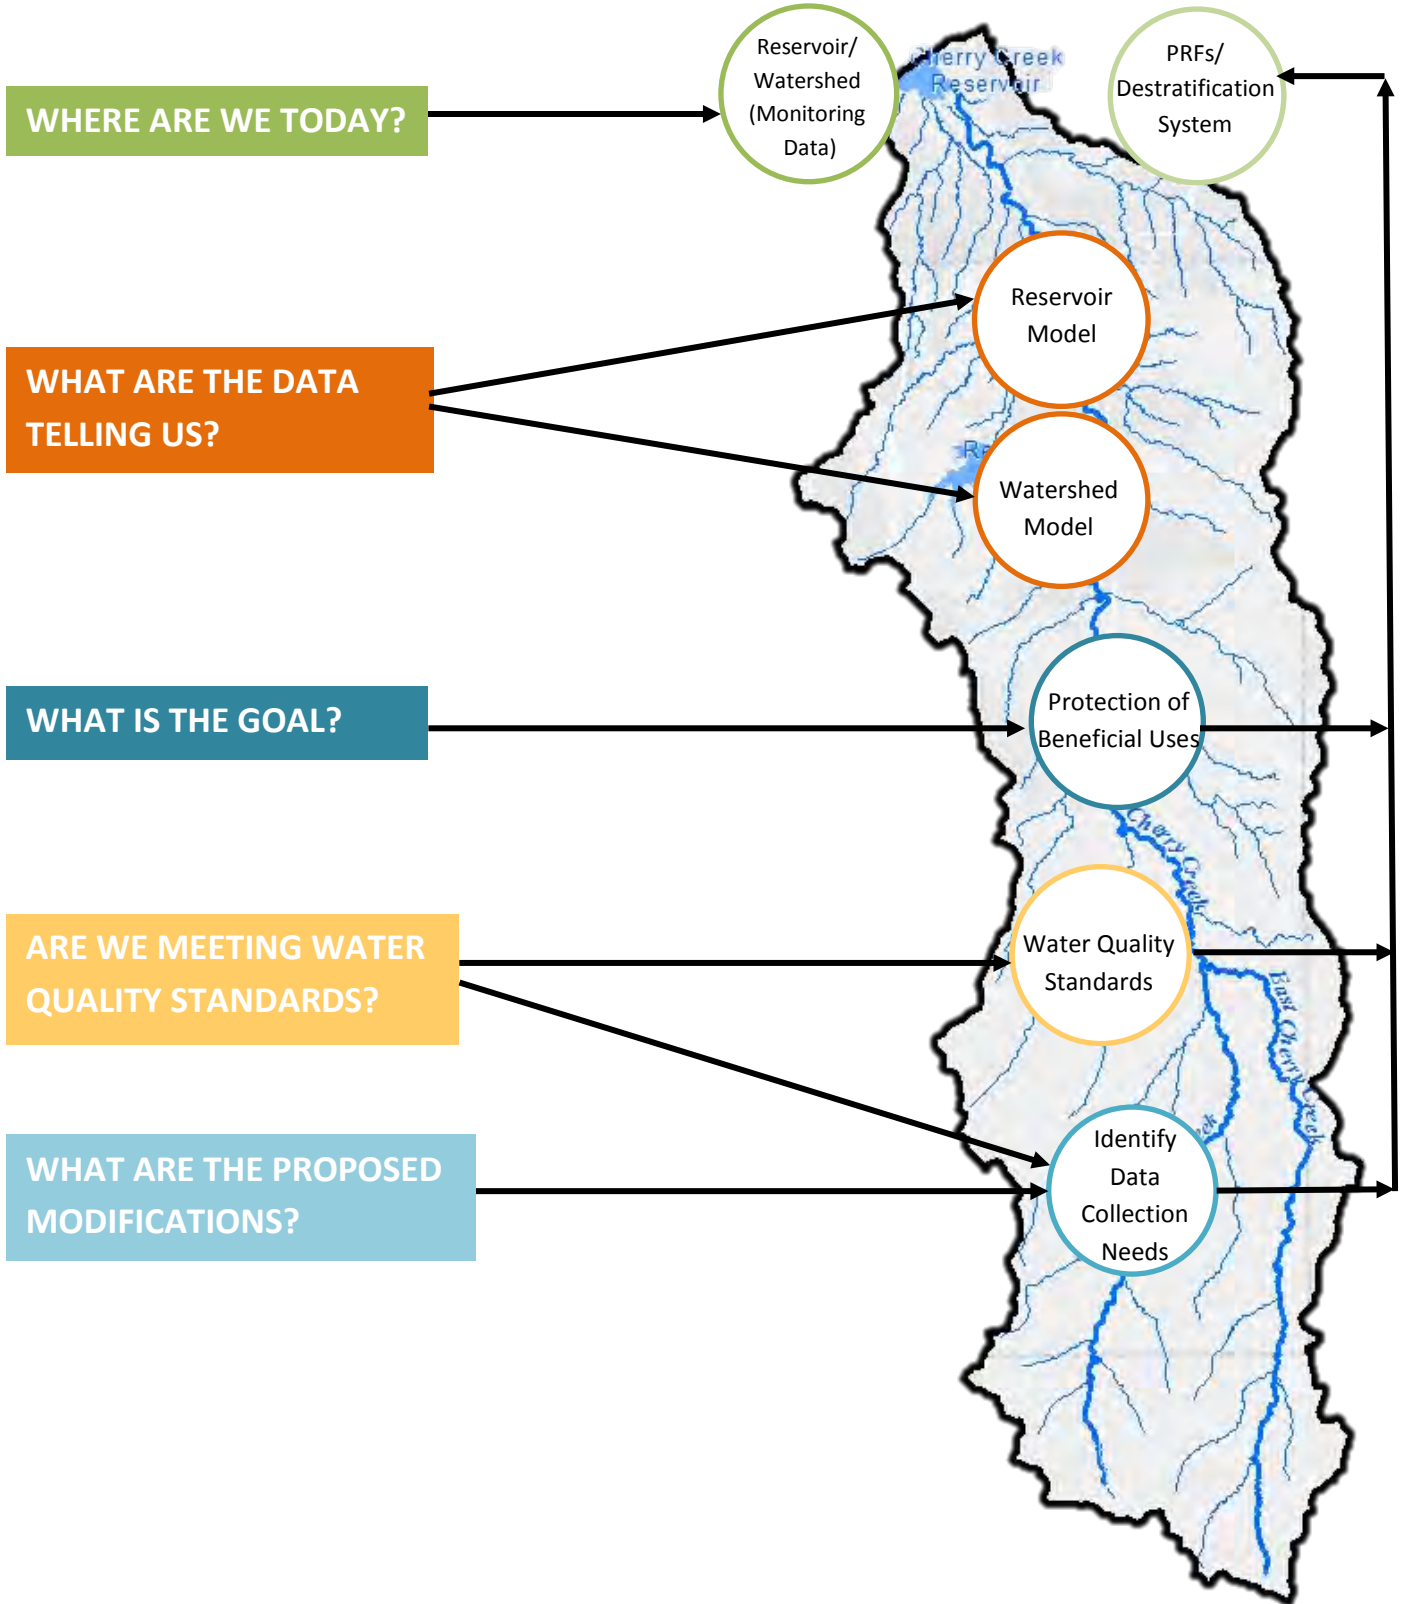 Reservoir/
Watershed
(Monitoring
Data)
Cherry Creek
Reservoir
PRFs/
Destratification
System
WHERE ARE WE TODAY?
Reservoir
Model
WHAT ARE THE DATA
TELLING US?
Watershed
Model
WHAT IS THE GOAL?
Protection of
Beneficial Uses
Cherry Creek
ARE WE MEETING WATER
QUALITY STANDARDS?
Water Quality
Standards
East Cherry Creek
WHAT ARE THE PROPOSED
MODIFICATIONS?
Identify
Data
Collection
Needs